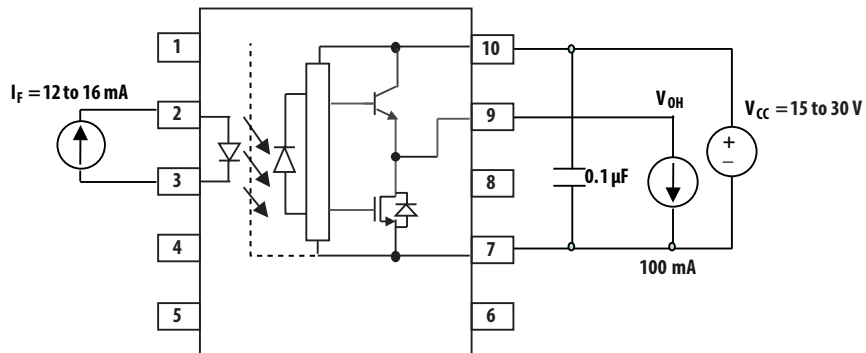 1
10
I_F = 12 to 16 mA
2
9
V_OH
V_CC = 15 to 30 V
+
–
3
8
0.1 µF
4
7
100 mA
5
6